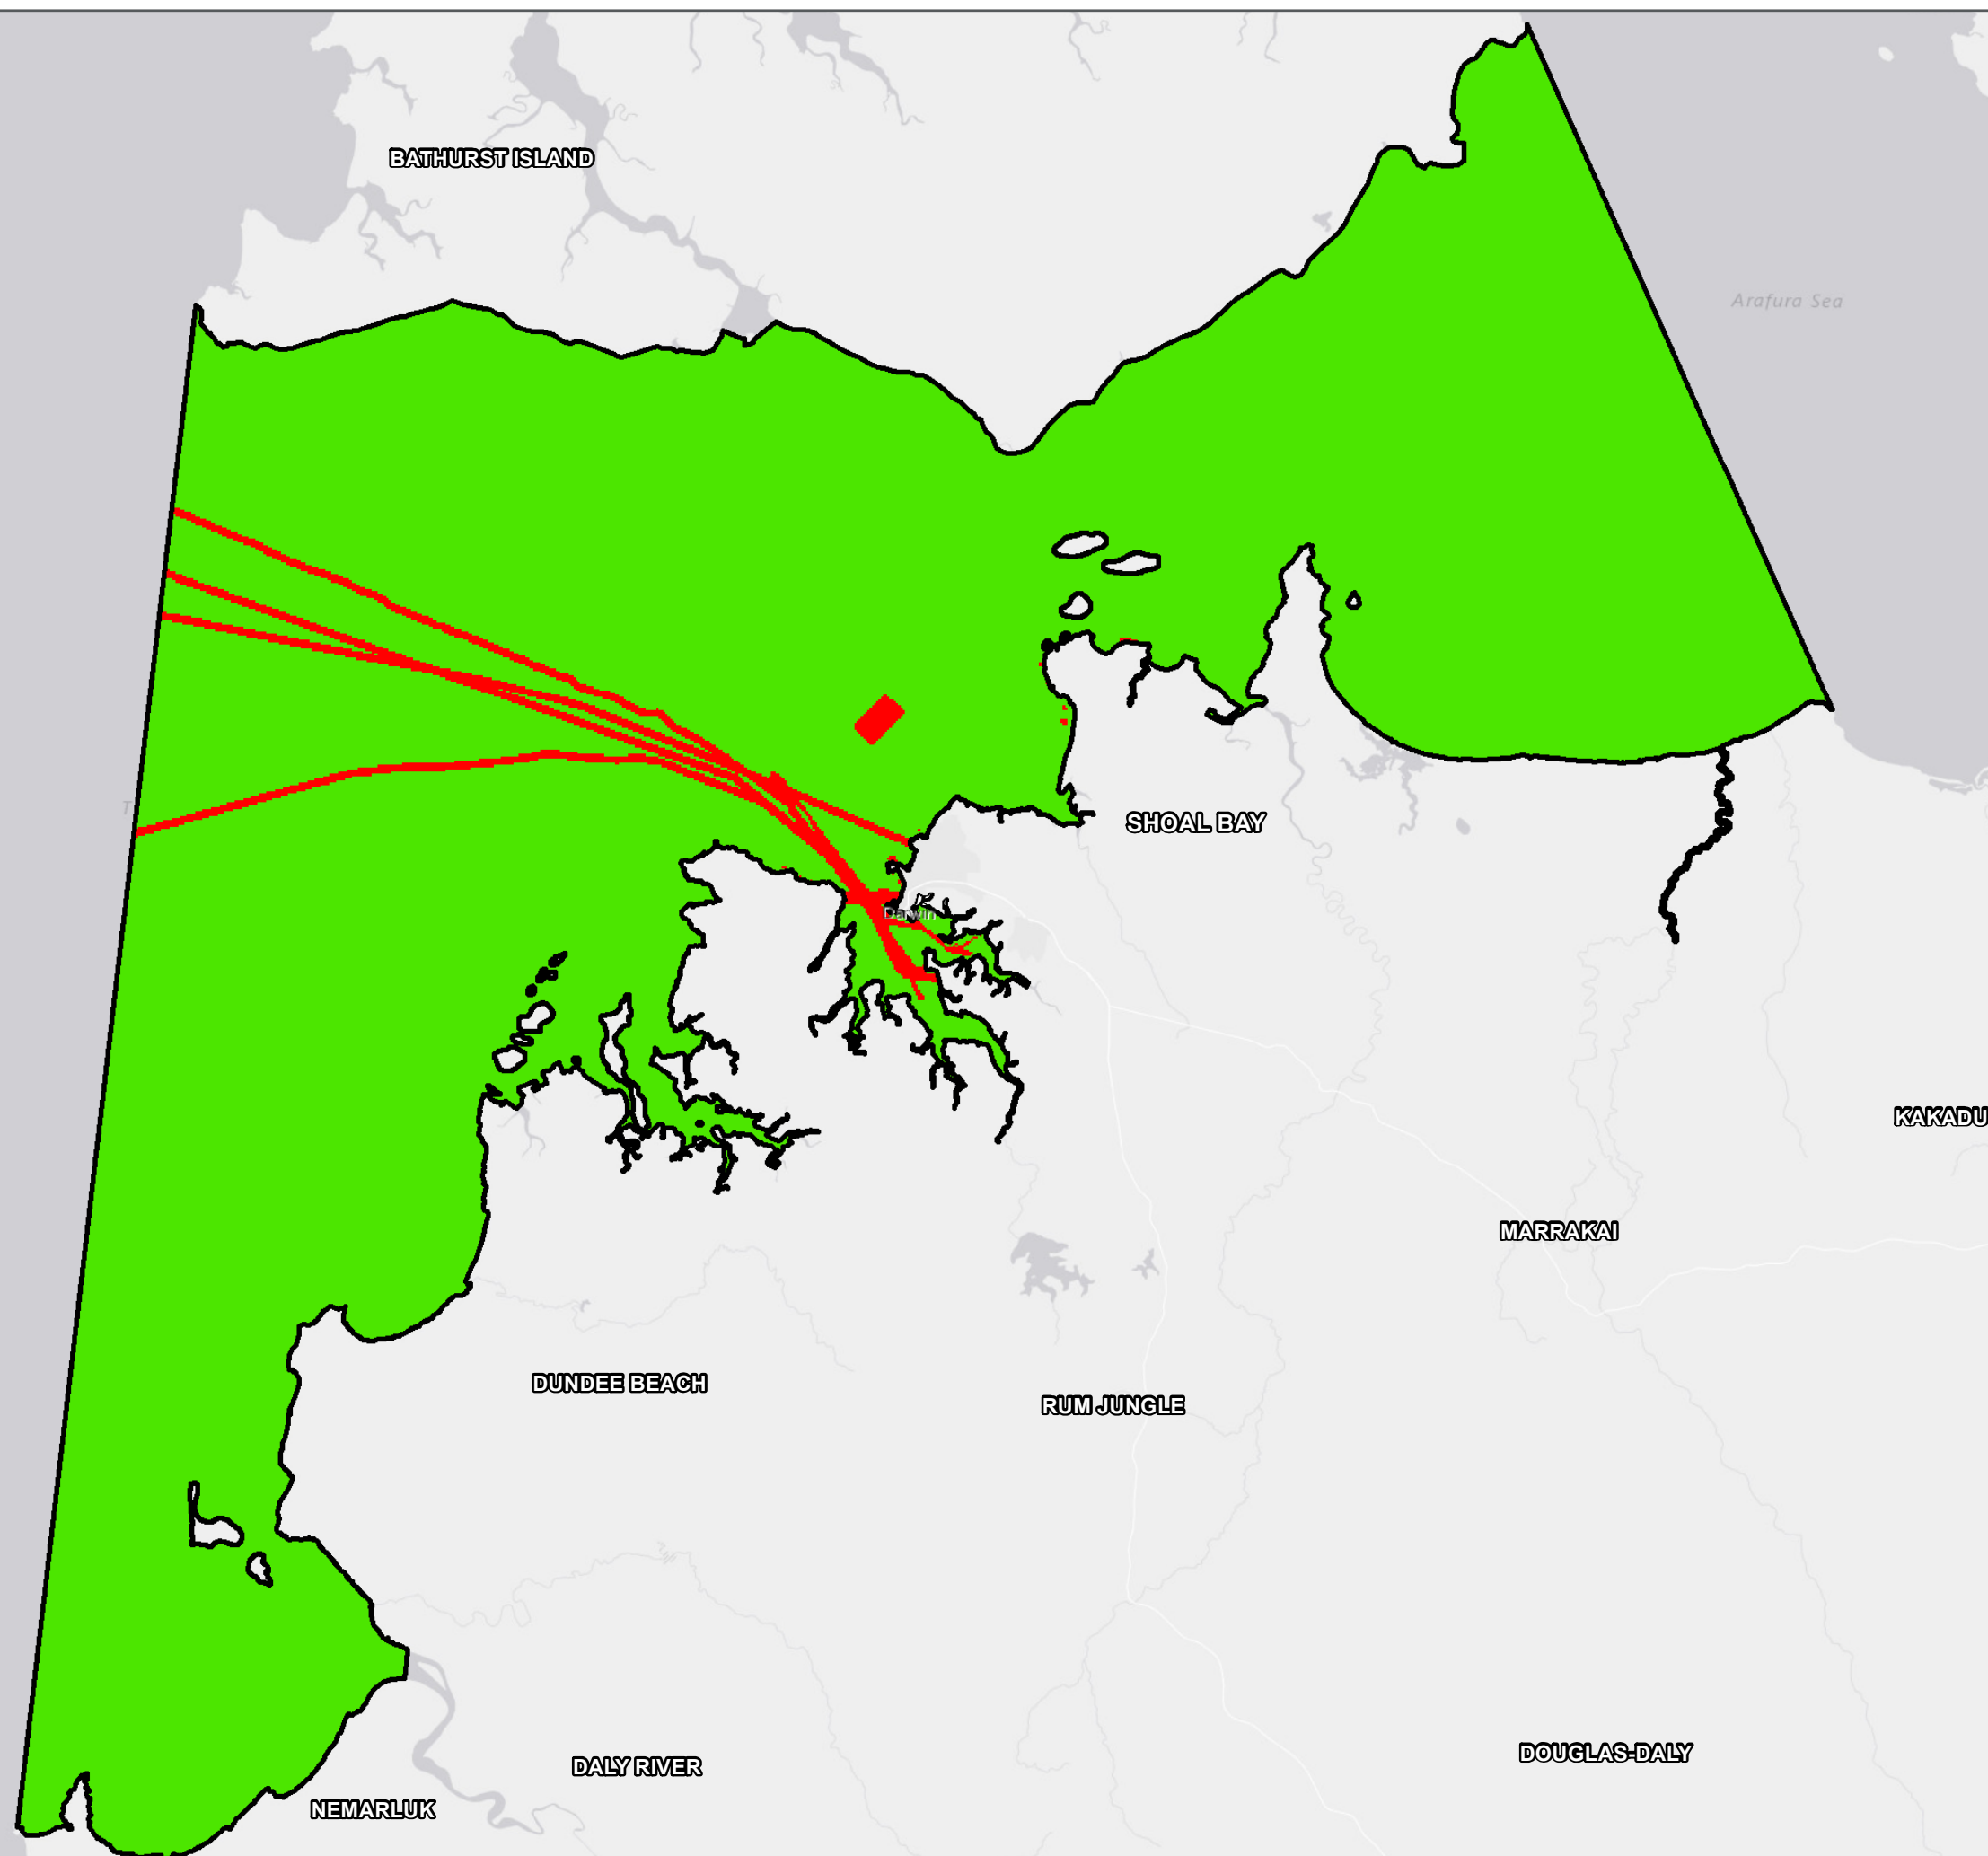 BATHURST ISLAND
Arafura Sea
SHOAL BAY
Darwin
KAKADU
MARRAKAI
DUNDEE BEACH
RUM JUNGLE
DOUGLAS-DALY
DALY RIVER
NEMARLUK